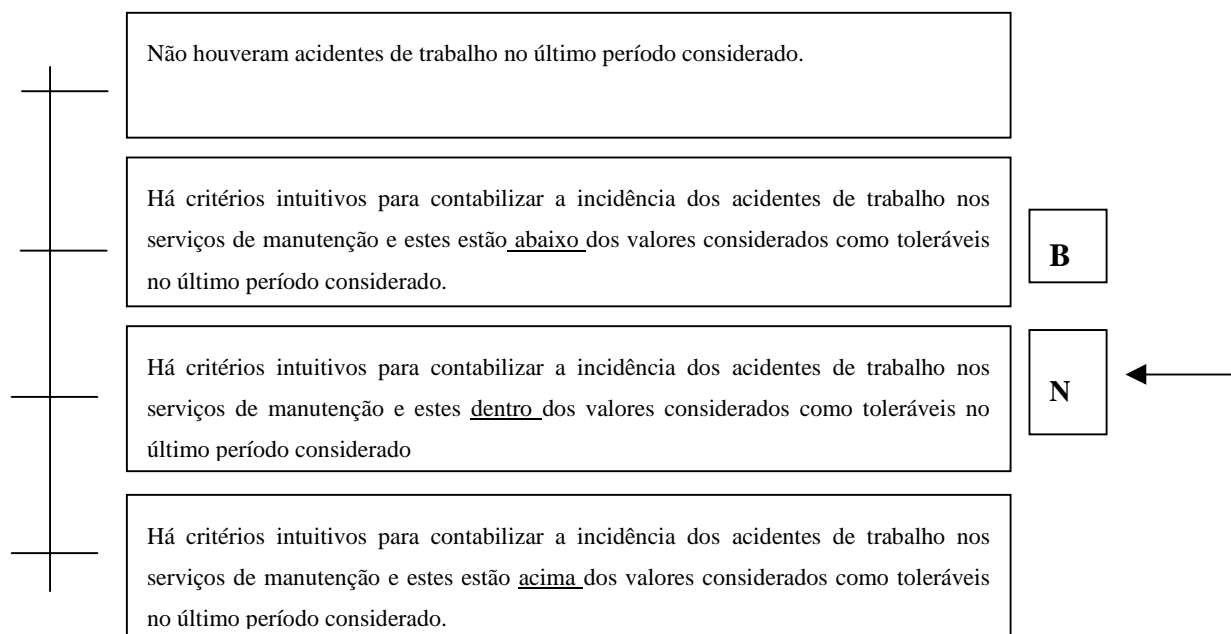 Não houveram acidentes de trabalho no último período considerado.
Há critérios intuitivos para contabilizar a incidência dos acidentes de trabalho nos
serviços de manutenção e estes estão abaixo dos valores considerados como toleráveis
no último período considerado.
B
Há critérios intuitivos para contabilizar a incidência dos acidentes de trabalho nos
serviços de manutenção e estes dentro dos valores considerados como toleráveis no
último período considerado
N
Há critérios intuitivos para contabilizar a incidência dos acidentes de trabalho nos
serviços de manutenção e estes estão acima dos valores considerados como toleráveis
no último período considerado.